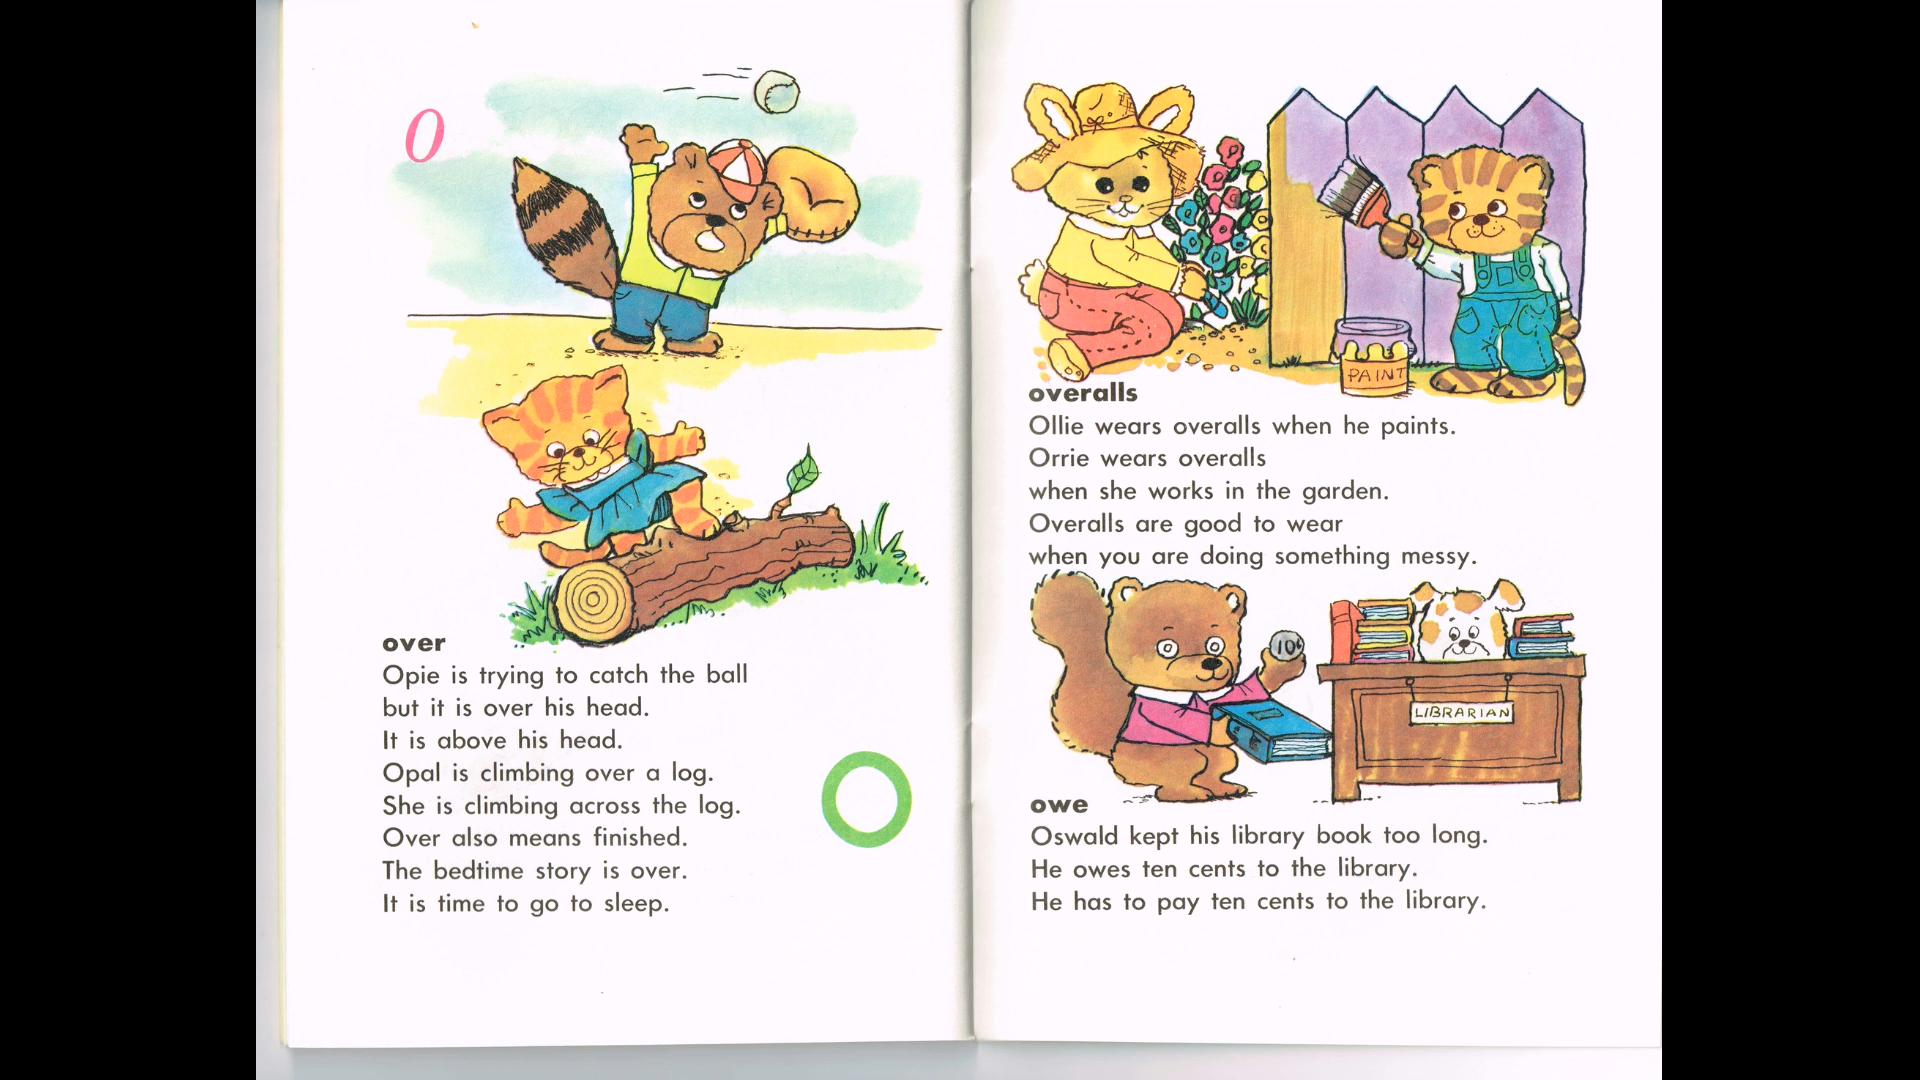 O
over
Opie is trying to catch the ball
but it is over his head.
It is above his head.
Opal is climbing over a log.
She is climbing across the log.
Over also means finished.
The bedtime story is over.
It is time to go to sleep.
O
PAINT
overalls
Ollie wears overalls when he paints.
Orrie wears overalls
when she works in the garden.
Overalls are good to wear
when you are doing something messy.
10¢
LIBRARIAN
owe
Oswald kept his library book too long.
He owes ten cents to the library.
He has to pay ten cents to the library.